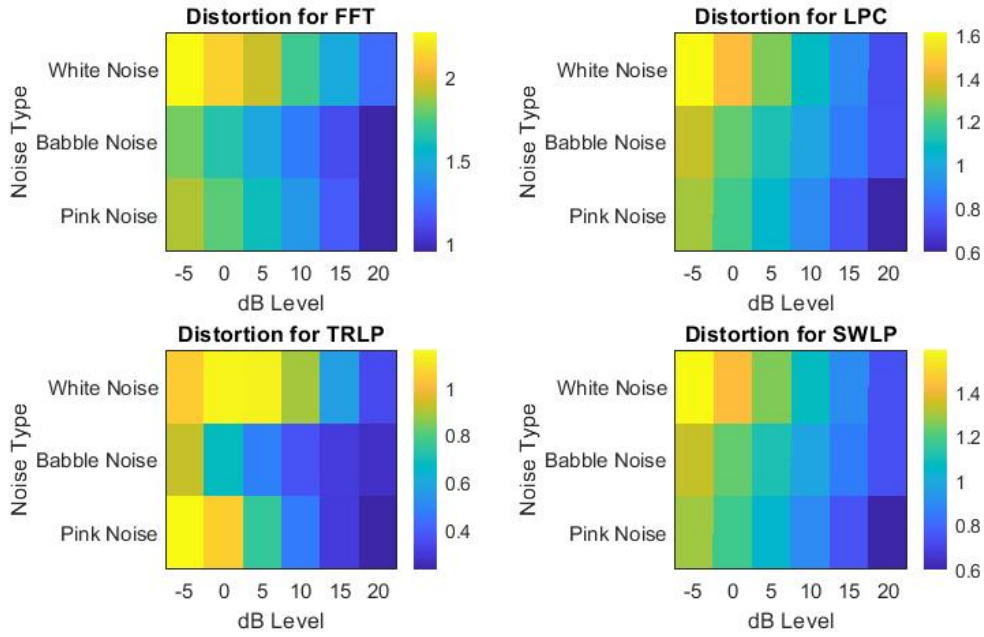 Distortion for FFT
Noise Type
White Noise
Babble Noise
Pink Noise
-5 0 5 10 15 20
dB Level
2
1.5
1
Distortion for LPC
Noise Type
White Noise
Babble Noise
Pink Noise
-5 0 5 10 15 20
dB Level
1.6
1.4
1.2
1
0.8
0.6
Distortion for TRLP
Noise Type
White Noise
Babble Noise
Pink Noise
-5 0 5 10 15 20
dB Level
1
0.8
0.6
0.4
Distortion for SWLP
Noise Type
White Noise
Babble Noise
Pink Noise
-5 0 5 10 15 20
dB Level
1.4
1.2
1
0.8
0.6